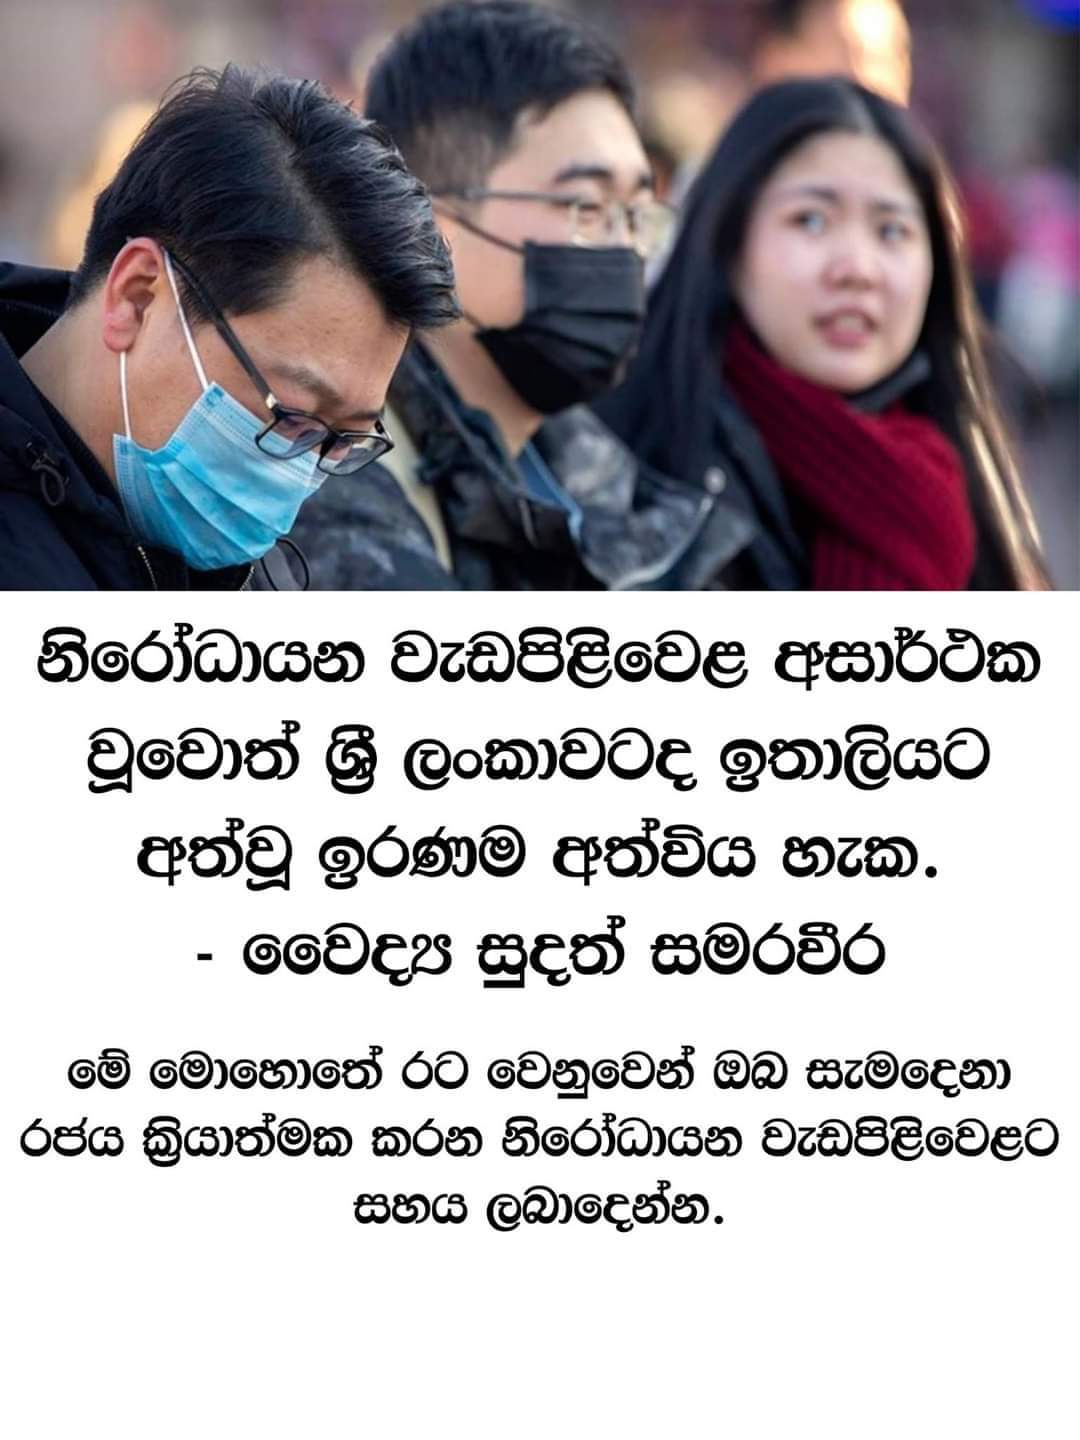 නිරෝධායන වැඩපිළිවෙළ අසාර්ථක
වූවොත් ශ්‍රී ලංකාවටද ඉතාලියට
අත්වූ ඉරණම අත්විය හැක.
- වෛද්‍ය සුදත් සමරවීර
මේ මොහොතේ රට වෙනුවෙන් ඔබ සැමදෙනා
රජය ක්‍රියාත්මක කරන නිරෝධායන වැඩපිළිවෙළට
සහය ලබාදෙන්න.